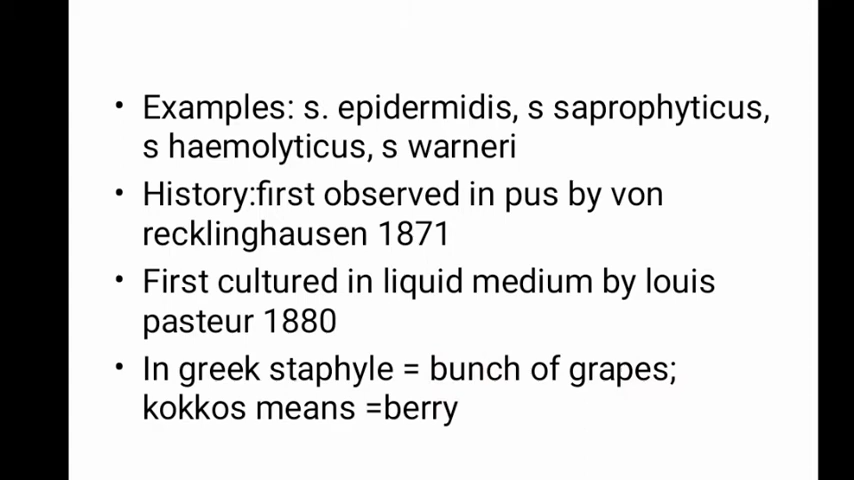 • Examples: s. epidermidis, s saprophyticus,
s haemolyticus, s warneri
• History:first observed in pus by von
recklinghausen 1871
• First cultured in liquid medium by louis
pasteur 1880
• In greek staphyle = bunch of grapes;
kokkos means =berry